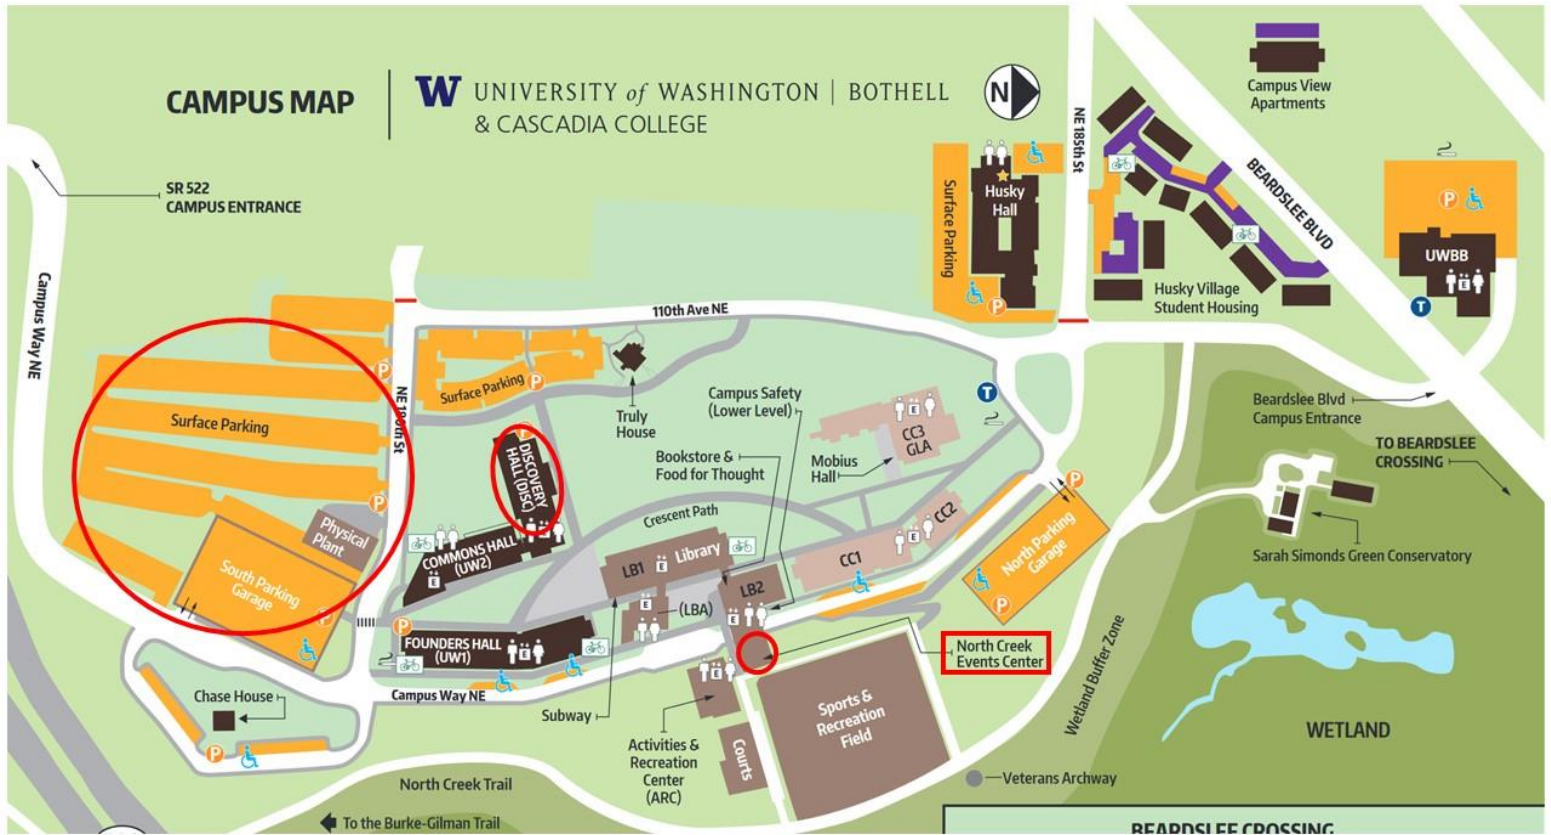 CAMPUS MAP
W UNIVERSITY of WASHINGTON | BOTHELL
& CASCADIA COLLEGE
N
Campus View
Apartments
NE 185th St
BEARDSLEE BLVD
SR 522
CAMPUS ENTRANCE
Husky
Hall
Surface Parking
P
P
UWBB
E
T
Husky Village
Student Housing
Campus Way NE
110th Ave NE
P
NE 180th St
Surface Parking
P
Truly
House
Campus Safety
(Lower Level)
T
CC3
GLA
E
Mobius
Hall
Bookstore &
Food for Thought
Beardslee Blvd
Campus Entrance
TO BEARDSLEE
CROSSING
Surface Parking
P
DISCOVERY
HALL (DISC)
E
Physical
Plant
South Parking
Garage
P
COMMONS HALL
(UW2)
E
Crescent Path
LB1
E
Library
CC1
CC2
E
P
North Parking
Garage
P
Sarah Simonds Green Conservatory
LB2
E
E
(LBA)
P
FOUNDERS HALL
(UW1)
E
North Creek
Events Center
Wetland Buffer Zone
Campus Way NE
Chase House
P
Subway
E
Activities &
Recreation
Center
(ARC)
Courts
Sports &
Recreation
Field
WETLAND
Veterans Archway
North Creek Trail
To the Burke-Gilman Trail
BEARDSLEE CROSSING